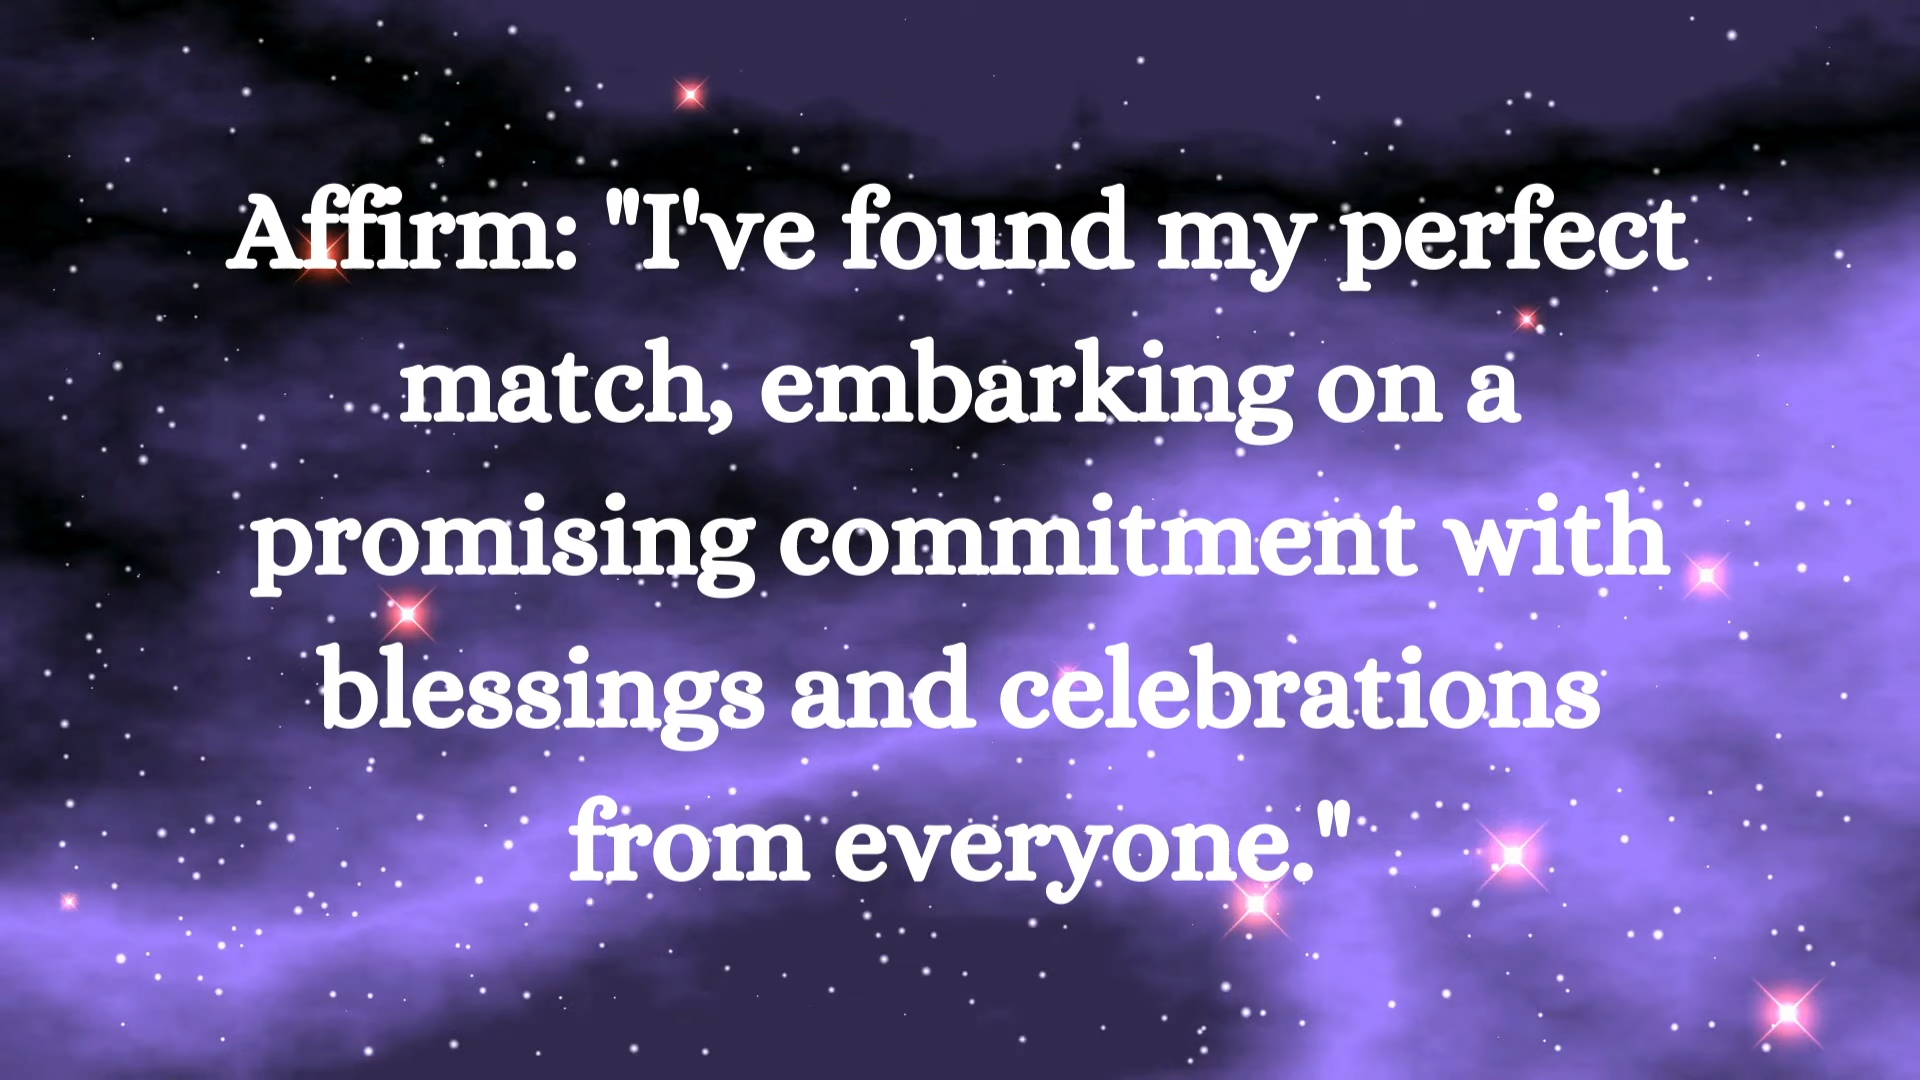 Affirm: "I've found my perfect
match, embarking on a
promising commitment with
blessings and celebrations
from everyone."